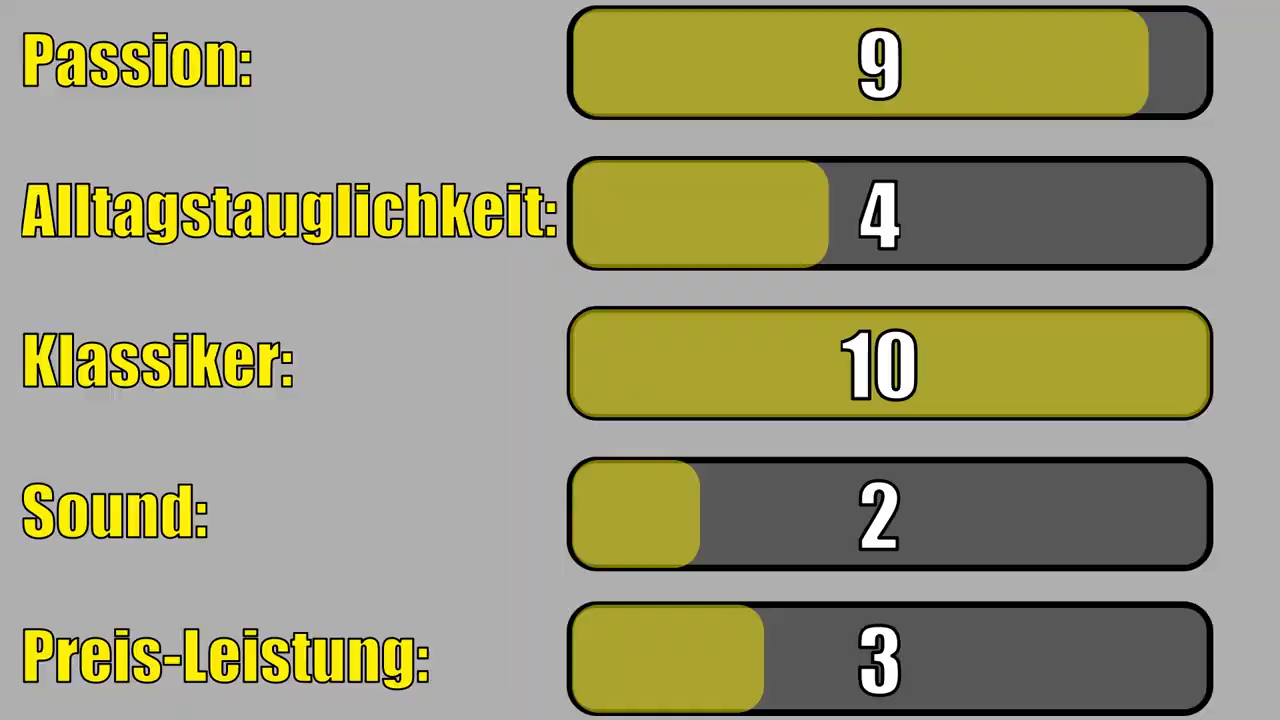 Passion: 9
Alltagstauglichkeit: 4
Klassiker: 10
Sound: 2
Preis-Leistung: 3